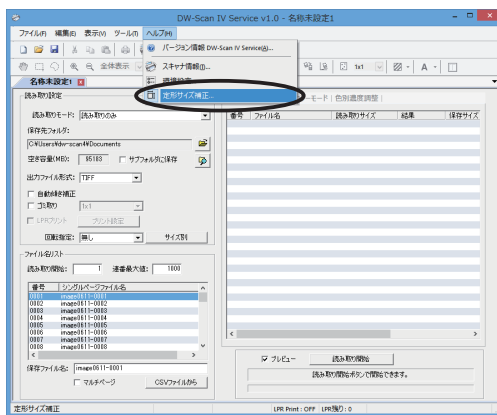 DW-Scan IV Service v1.0 - 名称未設定1
ファイル(F) 編集(E) 表示(V) ツール(T) ヘルプ(H)
バージョン情報 DW-Scan IV Service(A)...
スキャナ情報(I)...
定形サイズ補正...
全体表示
1x1
A
名称未設定1
読み取り設定
読み取りモード: 読み取りのみ
保存先フォルダ:
C:¥Users¥dw-scan4¥Documents
空き容量(MB): 95183 サブフォルダに保存
出力ファイル形式: TIFF
自動傾き補正
ゴミ取り 1x1
LPRプリント プリント設定
回転指定: 無し サイズ別
ファイル名リスト
読み取り開始: 1 連番最大値: 1000
番号 シングルページファイル名
0001 image0611-0001
0002 image0611-0002
0003 image0611-0003
0004 image0611-0004
0005 image0611-0005
0006 image0611-0006
0007 image0611-0007
0008 image0611-0008
保存ファイル名: image0611-0001
マルチページ CSVファイルから
モード 色別濃度調整
番号 ファイル名 読み取りサイズ 結果 保存サイズ
プレビュー 読み取り開始
読み取り開始ボタンで開始できます。
定形サイズ補正 LPR Print : OFF LPR残り : 0